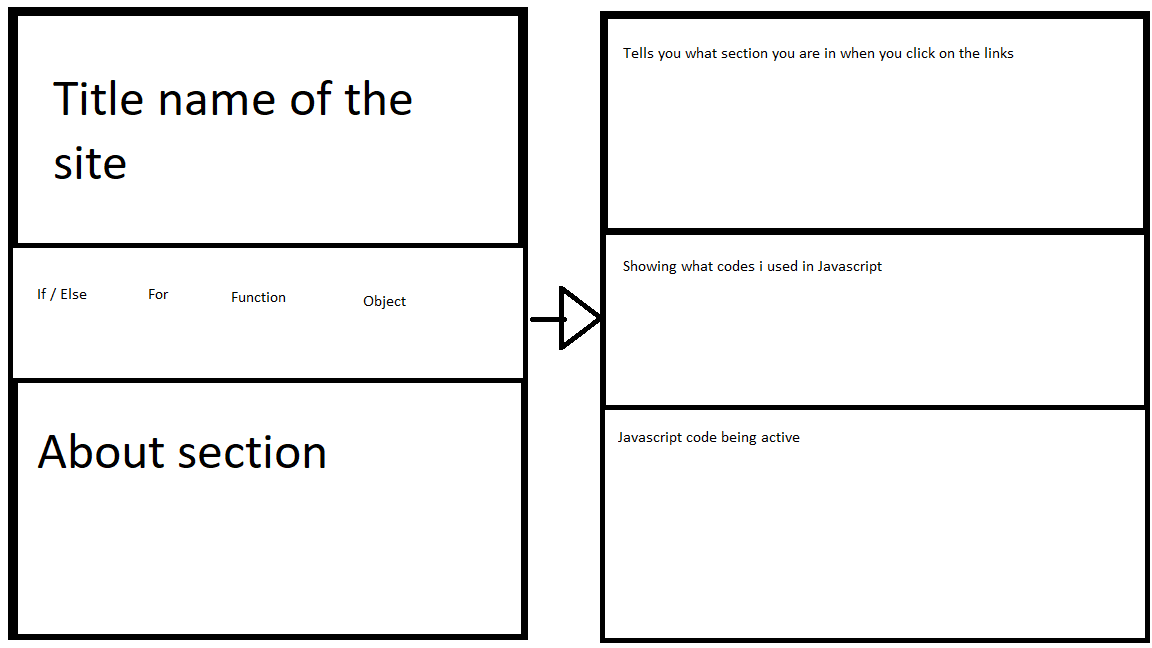 Title name of the
site
If / Else
For
Function
Object
About section
Tells you what section you are in when you click on the links
Showing what codes i used in Javascript
Javascript code being active